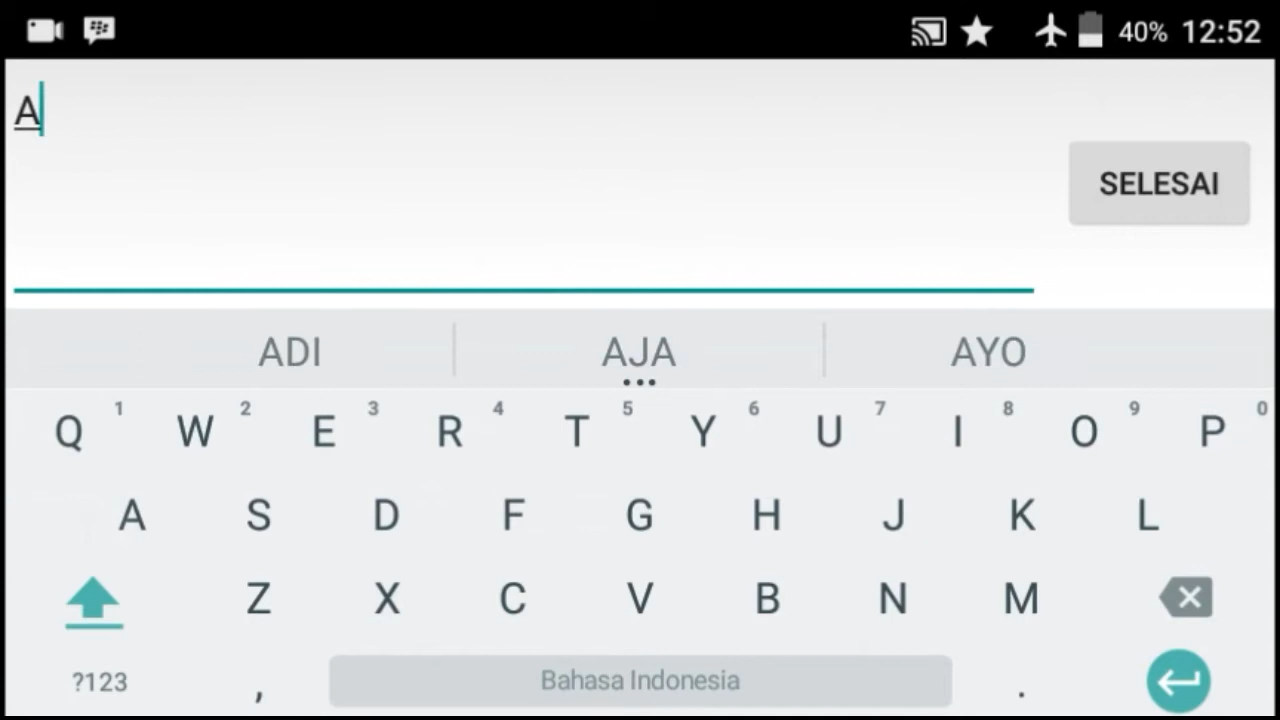 40% 12:52
A
SELESAI
ADI AJA AYO
1 2 3 4 5 6 7 8 9 0
Q W E R T Y U I O P
A S D F G H J K L
Z X C V B N M
?123 , Bahasa Indonesia .